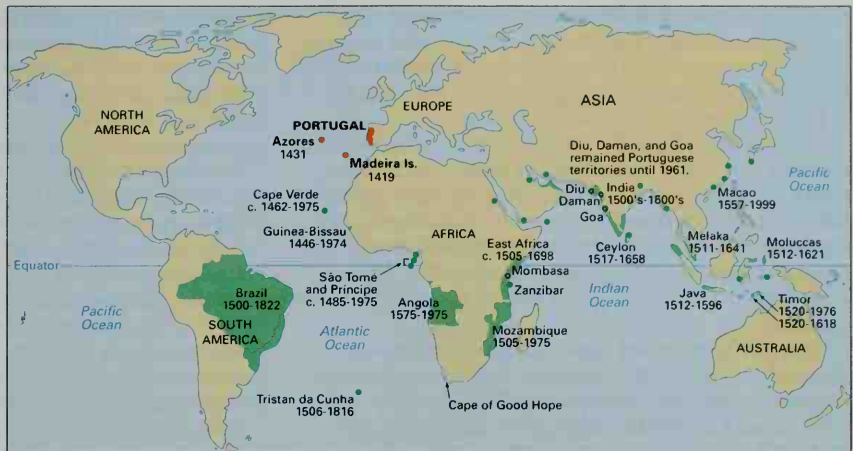 NORTH
AMERICA
EUROPE
ASIA
PORTUGAL
Azores
1431
Madeira Is.
1419
Diu, Daman, and Goa
remained Portuguese
territories until 1961.
Pacific
Ocean
Cape Verde
c. 1462-1975
Diu
Daman
Goa
India
1500's-1800's
Macao
1557-1999
Guinea-Bissau
1446-1974
AFRICA
East Africa
c. 1505-1698
Ceylon
1517-1658
Melaka
1511-1641
Moluccas
1512-1621
Equator
São Tomé
and Príncipe
c. 1485-1975
Mombasa
Zanzibar
Brazil
1500-1822
SOUTH
AMERICA
Pacific
Ocean
Atlantic
Ocean
Angola
1575-1975
Indian
Ocean
Java
1512-1596
Timor
1520-1976
1520-1618
Mozambique
1505-1975
AUSTRALIA
Tristan da Cunha
1506-1816
Cape of Good Hope